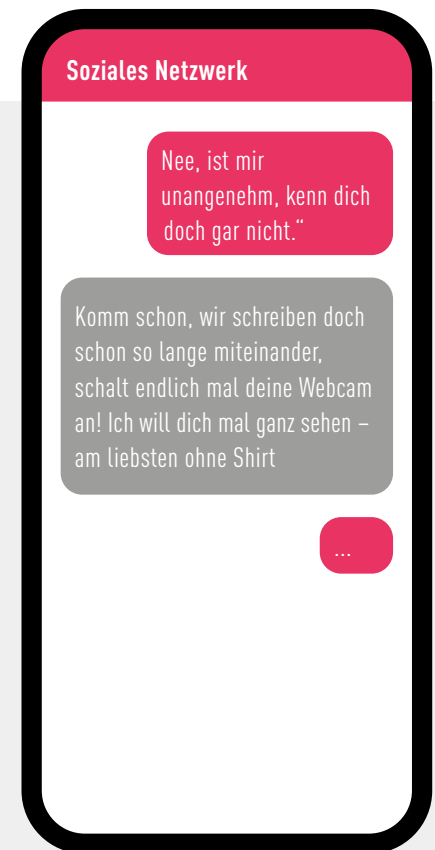 Soziales Netzwerk
Nee, ist mir
unangenehm, kenn dich
doch gar nicht.“
Komm schon, wir schreiben doch
schon so lange miteinander,
schalt endlich mal deine Webcam
an! Ich will dich mal ganz sehen –
am liebsten ohne Shirt
...